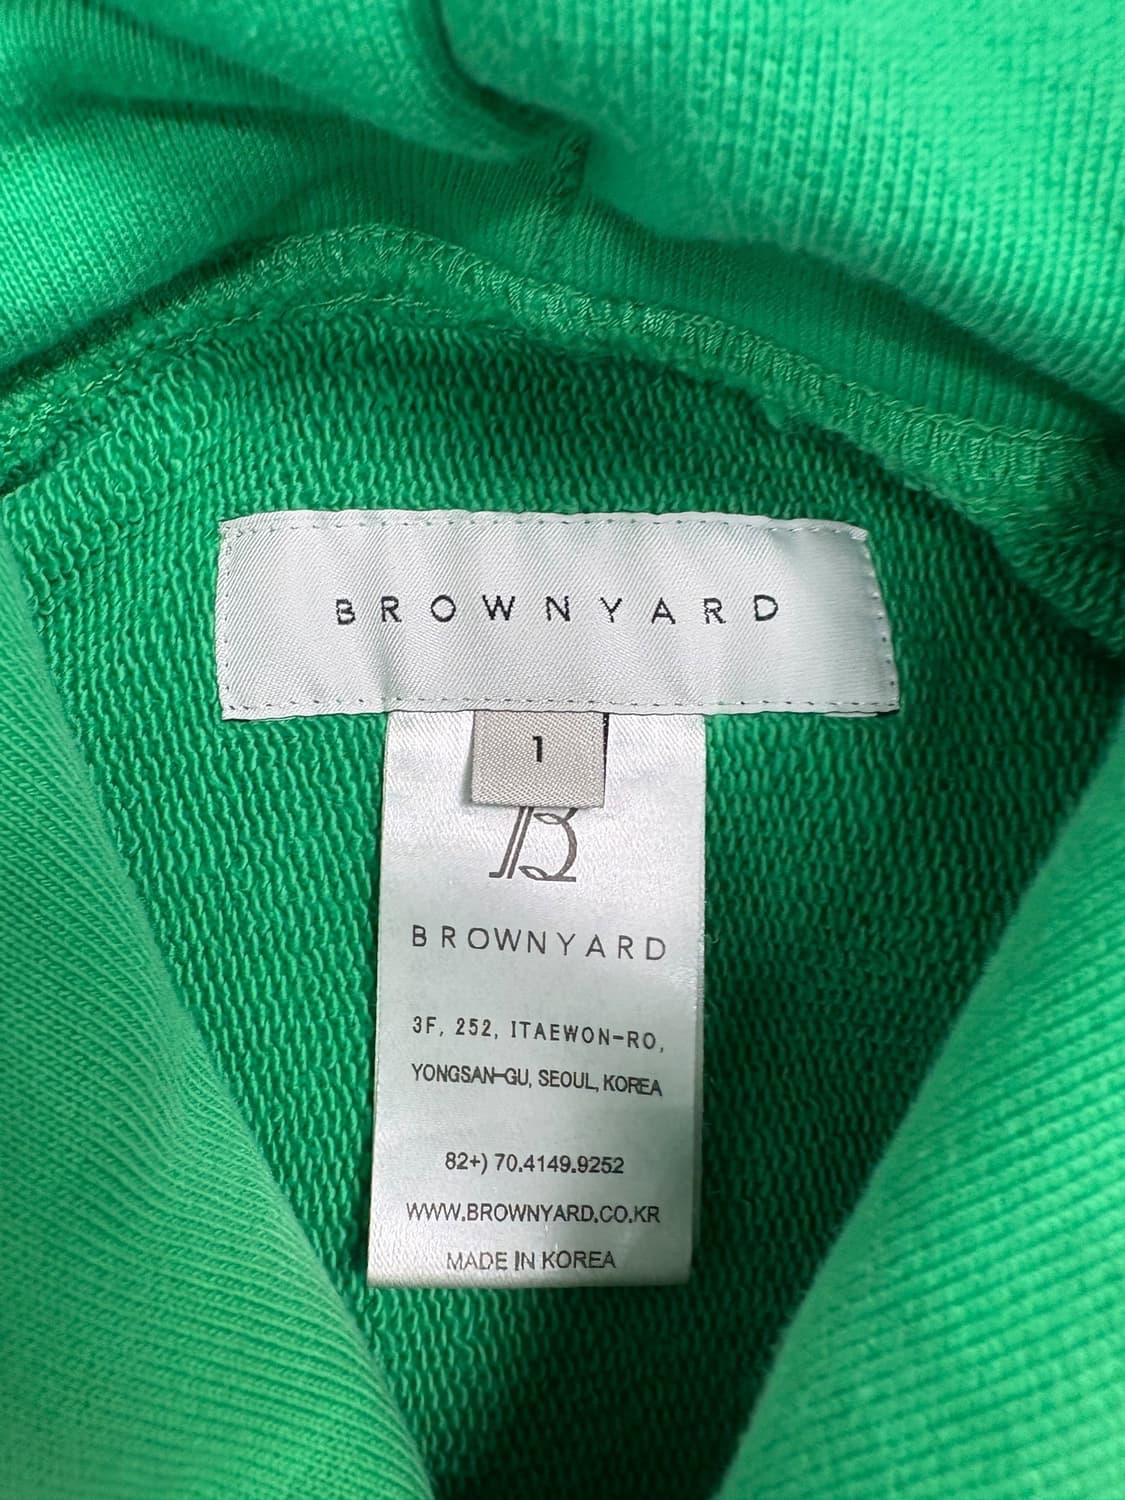 BROWNYARD
1
B
BROWNYARD
3F, 252, ITAEWON-RO,
YONGSAN-GU, SEOUL, KOREA
82+) 70.4149.9252
WWW.BROWNYARD.CO.KR
MADE IN KOREA